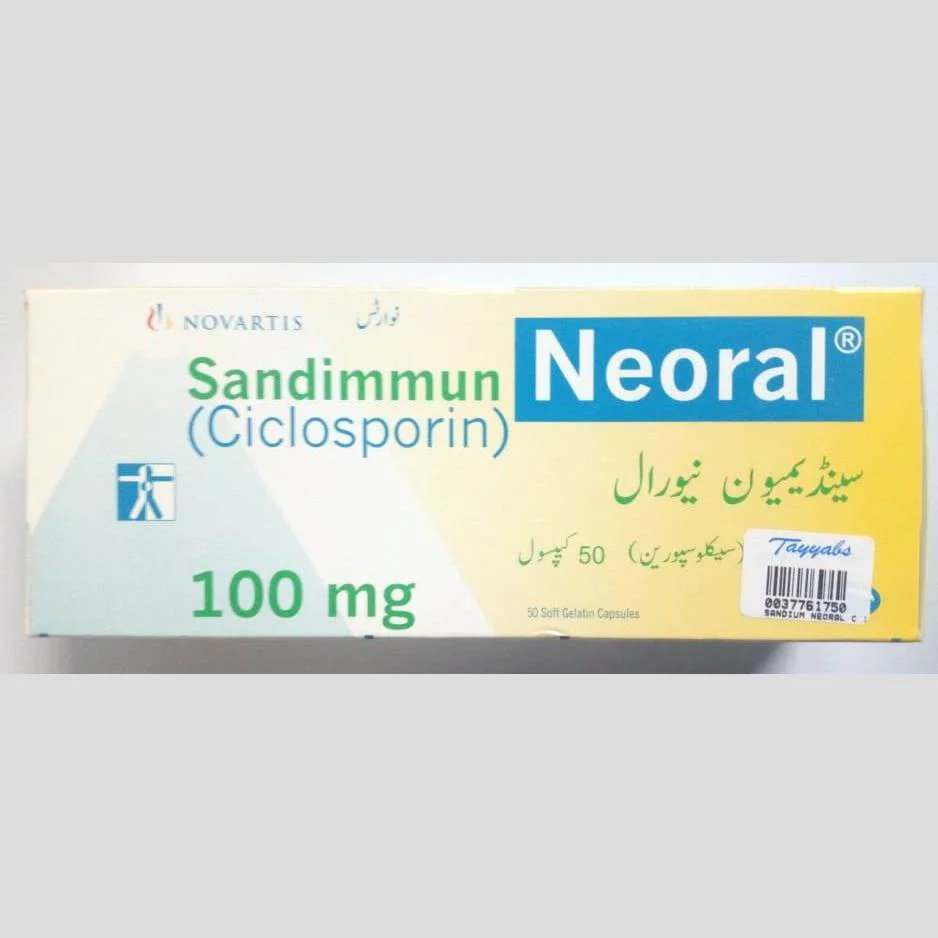 NOVARTIS نوارٹس
Sandimmun Neoral®
(Ciclosporin)
سینڈیمیون نیورال
(سیکلوسپورین) 50 کیپسول
100 mg
50 Soft Gelatin Capsules
Tayyabs
0037761750
SANDIUM NEORAL C